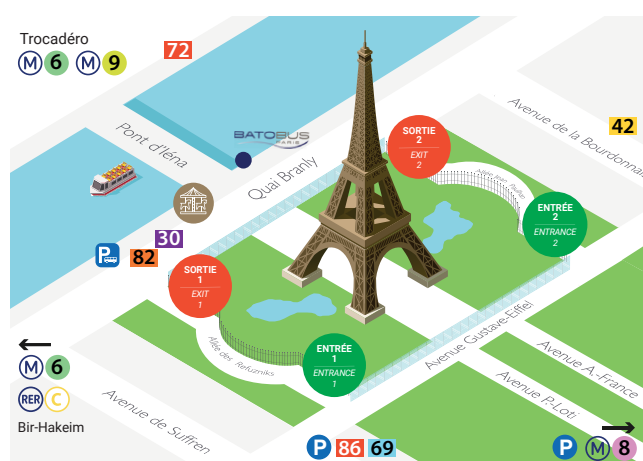 Trocadéro
M 6 M 9
72
BATOBUS
PARIS
Pont d'Iéna
Quai Branly
SORTIE
2
EXIT
2
Avenue de la Bourdonnais
42
Allée
ENTRÉE
2
ENTRANCE
2
30
P 82
SORTIE
1
EXIT
1
ENTRÉE
1
ENTRANCE
1
Allée des Refuzniks
Avenue Gustave-Eiffel
Avenue A.-France
Avenue P.-Loti
M 6
RER C
Bir-Hakeim
Avenue de Suffren
P 86 69
P M 8